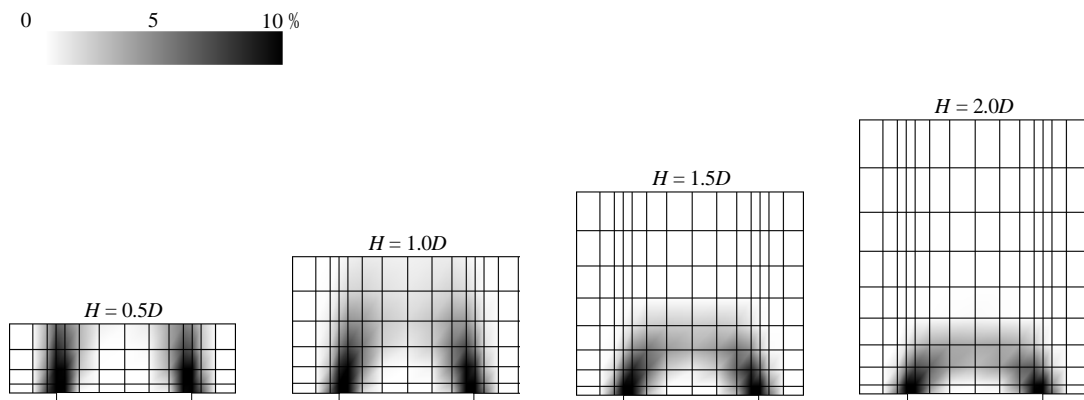 0 5 10 %
H = 2.0D
H = 1.5D
H = 1.0D
H = 0.5D